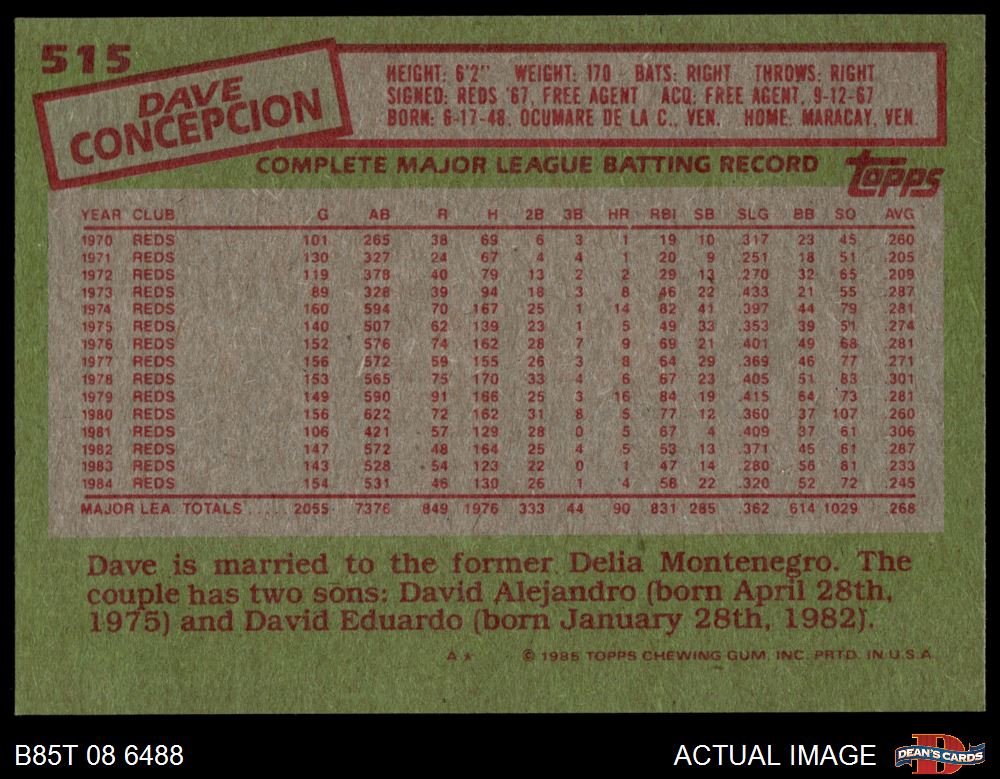 515
DAVE
CONCEPCION
HEIGHT: 6'2" WEIGHT: 170 BATS: RIGHT THROWS: RIGHT
SIGNED: REDS '67, FREE AGENT ACQ: FREE AGENT, 9-12-67
BORN: 6-17-48, OCUMARE DE LA C., VEN. HOME: MARACAY, VEN.
COMPLETE MAJOR LEAGUE BATTING RECORD
TOPPS
YEAR CLUB G AB R H 2B 3B HR RBI SB SLG BB SO AVG
1970 REDS 101 265 38 69 6 3 1 19 10 .317 23 45 .260
1971 REDS 130 327 24 67 4 4 1 20 9 .251 18 51 .205
1972 REDS 119 378 40 79 13 2 2 29 13 .270 32 65 .209
1973 REDS 89 328 39 94 18 3 8 46 22 .433 21 55 .287
1974 REDS 160 594 70 167 25 1 14 82 41 .397 44 79 .281
1975 REDS 140 507 62 139 23 1 5 49 33 .353 39 51 .274
1976 REDS 152 576 74 162 28 7 9 69 21 .401 49 68 .281
1977 REDS 156 572 59 155 26 3 8 64 29 .369 46 77 .271
1978 REDS 153 565 75 170 33 4 6 67 23 .405 51 83 .301
1979 REDS 149 590 91 166 25 3 16 84 19 .415 64 73 .281
1980 REDS 156 622 72 162 31 8 5 77 12 .360 37 107 .260
1981 REDS 106 421 57 129 28 0 5 67 4 .409 37 61 .306
1982 REDS 147 572 48 164 25 4 5 53 13 .371 45 61 .287
1983 REDS 143 528 54 123 22 0 1 47 14 .280 56 81 .233
1984 REDS 154 531 46 130 26 1 4 58 22 .320 52 72 .245
MAJOR LEA. TOTALS ..... 2055 7376 849 1976 333 44 90 831 285 .362 614 1029 .268
Dave is married to the former Delia Montenegro. The
couple has two sons: David Alejandro (born April 28th,
1975) and David Eduardo (born January 28th, 1982).
A* © 1985 TOPPS CHEWING GUM, INC. PRTD. IN U.S.A.
B85T 08 6488 ACTUAL IMAGE D DEAN'S CARDS